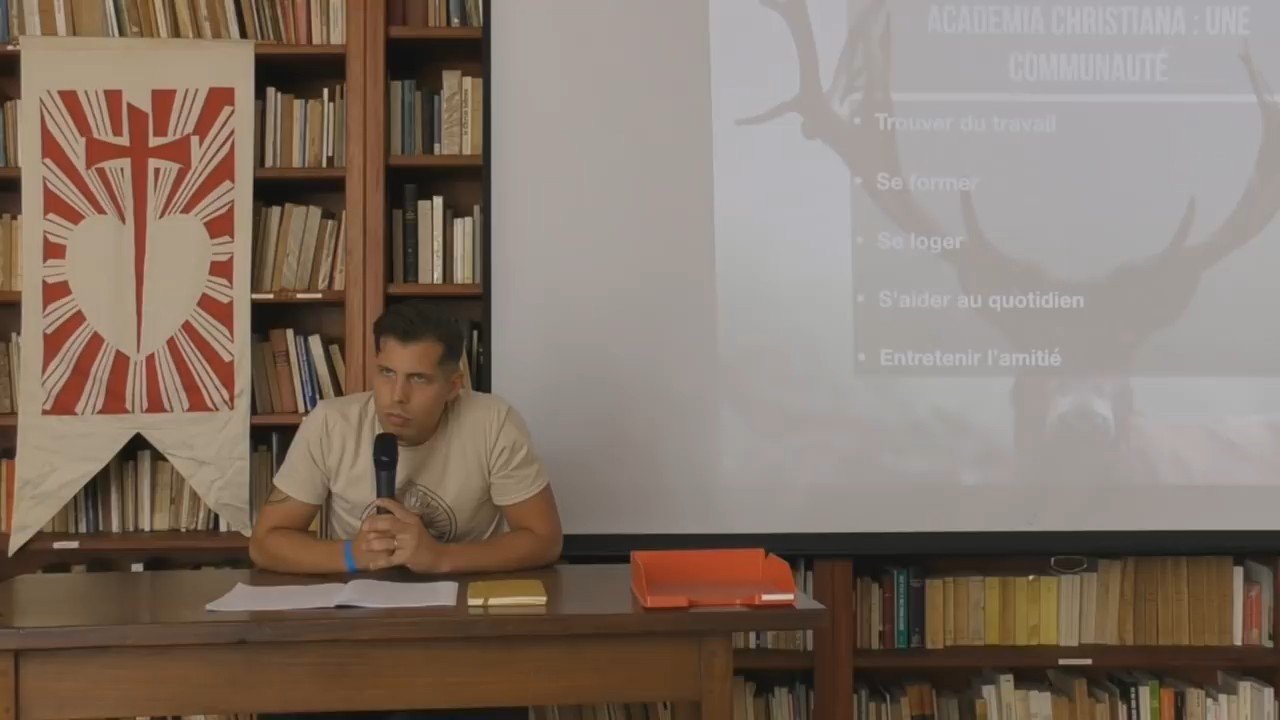 ACADEMIA CHRISTIANA : UNE
COMMUNAUTÉ
• Trouver du travail
• Se former
• Se loger
• S'aider au quotidien
• Entretenir l'amitié